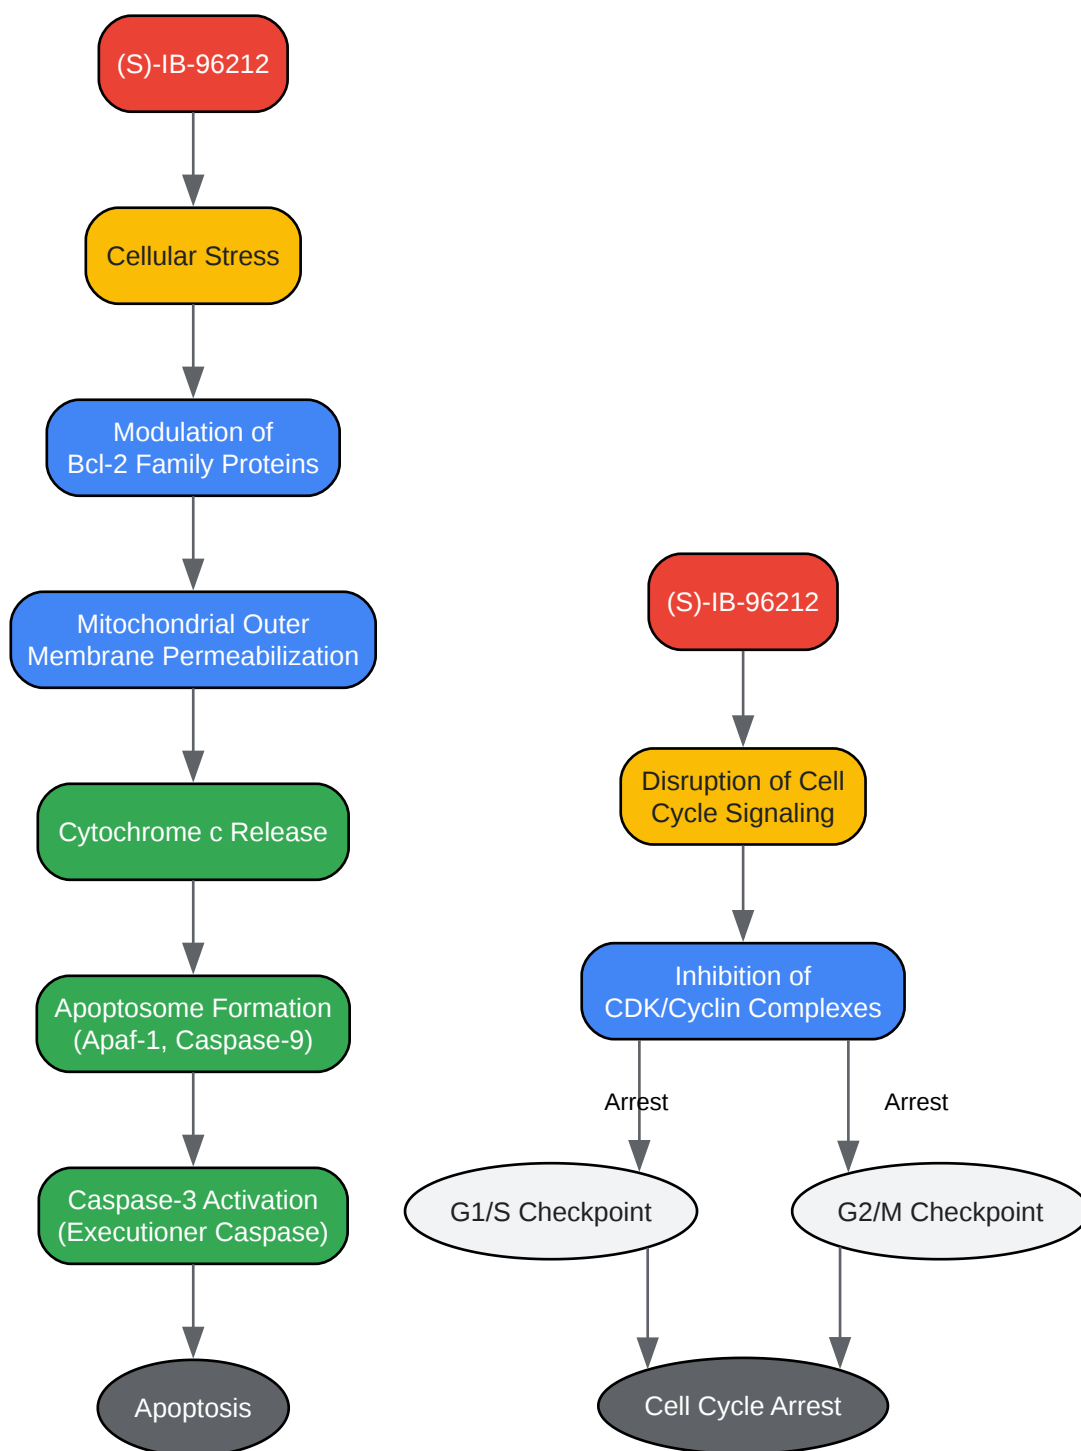 (S)-IB-96212
Cellular Stress
Modulation of
Bcl-2 Family Proteins
Mitochondrial Outer
Membrane Permeabilization
Cytochrome c Release
Apoptosome Formation
(Apaf-1, Caspase-9)
Caspase-3 Activation
(Executioner Caspase)
Apoptosis
(S)-IB-96212
Disruption of Cell
Cycle Signaling
Inhibition of
CDK/Cyclin Complexes
Arrest
Arrest
G1/S Checkpoint
G2/M Checkpoint
Cell Cycle Arrest